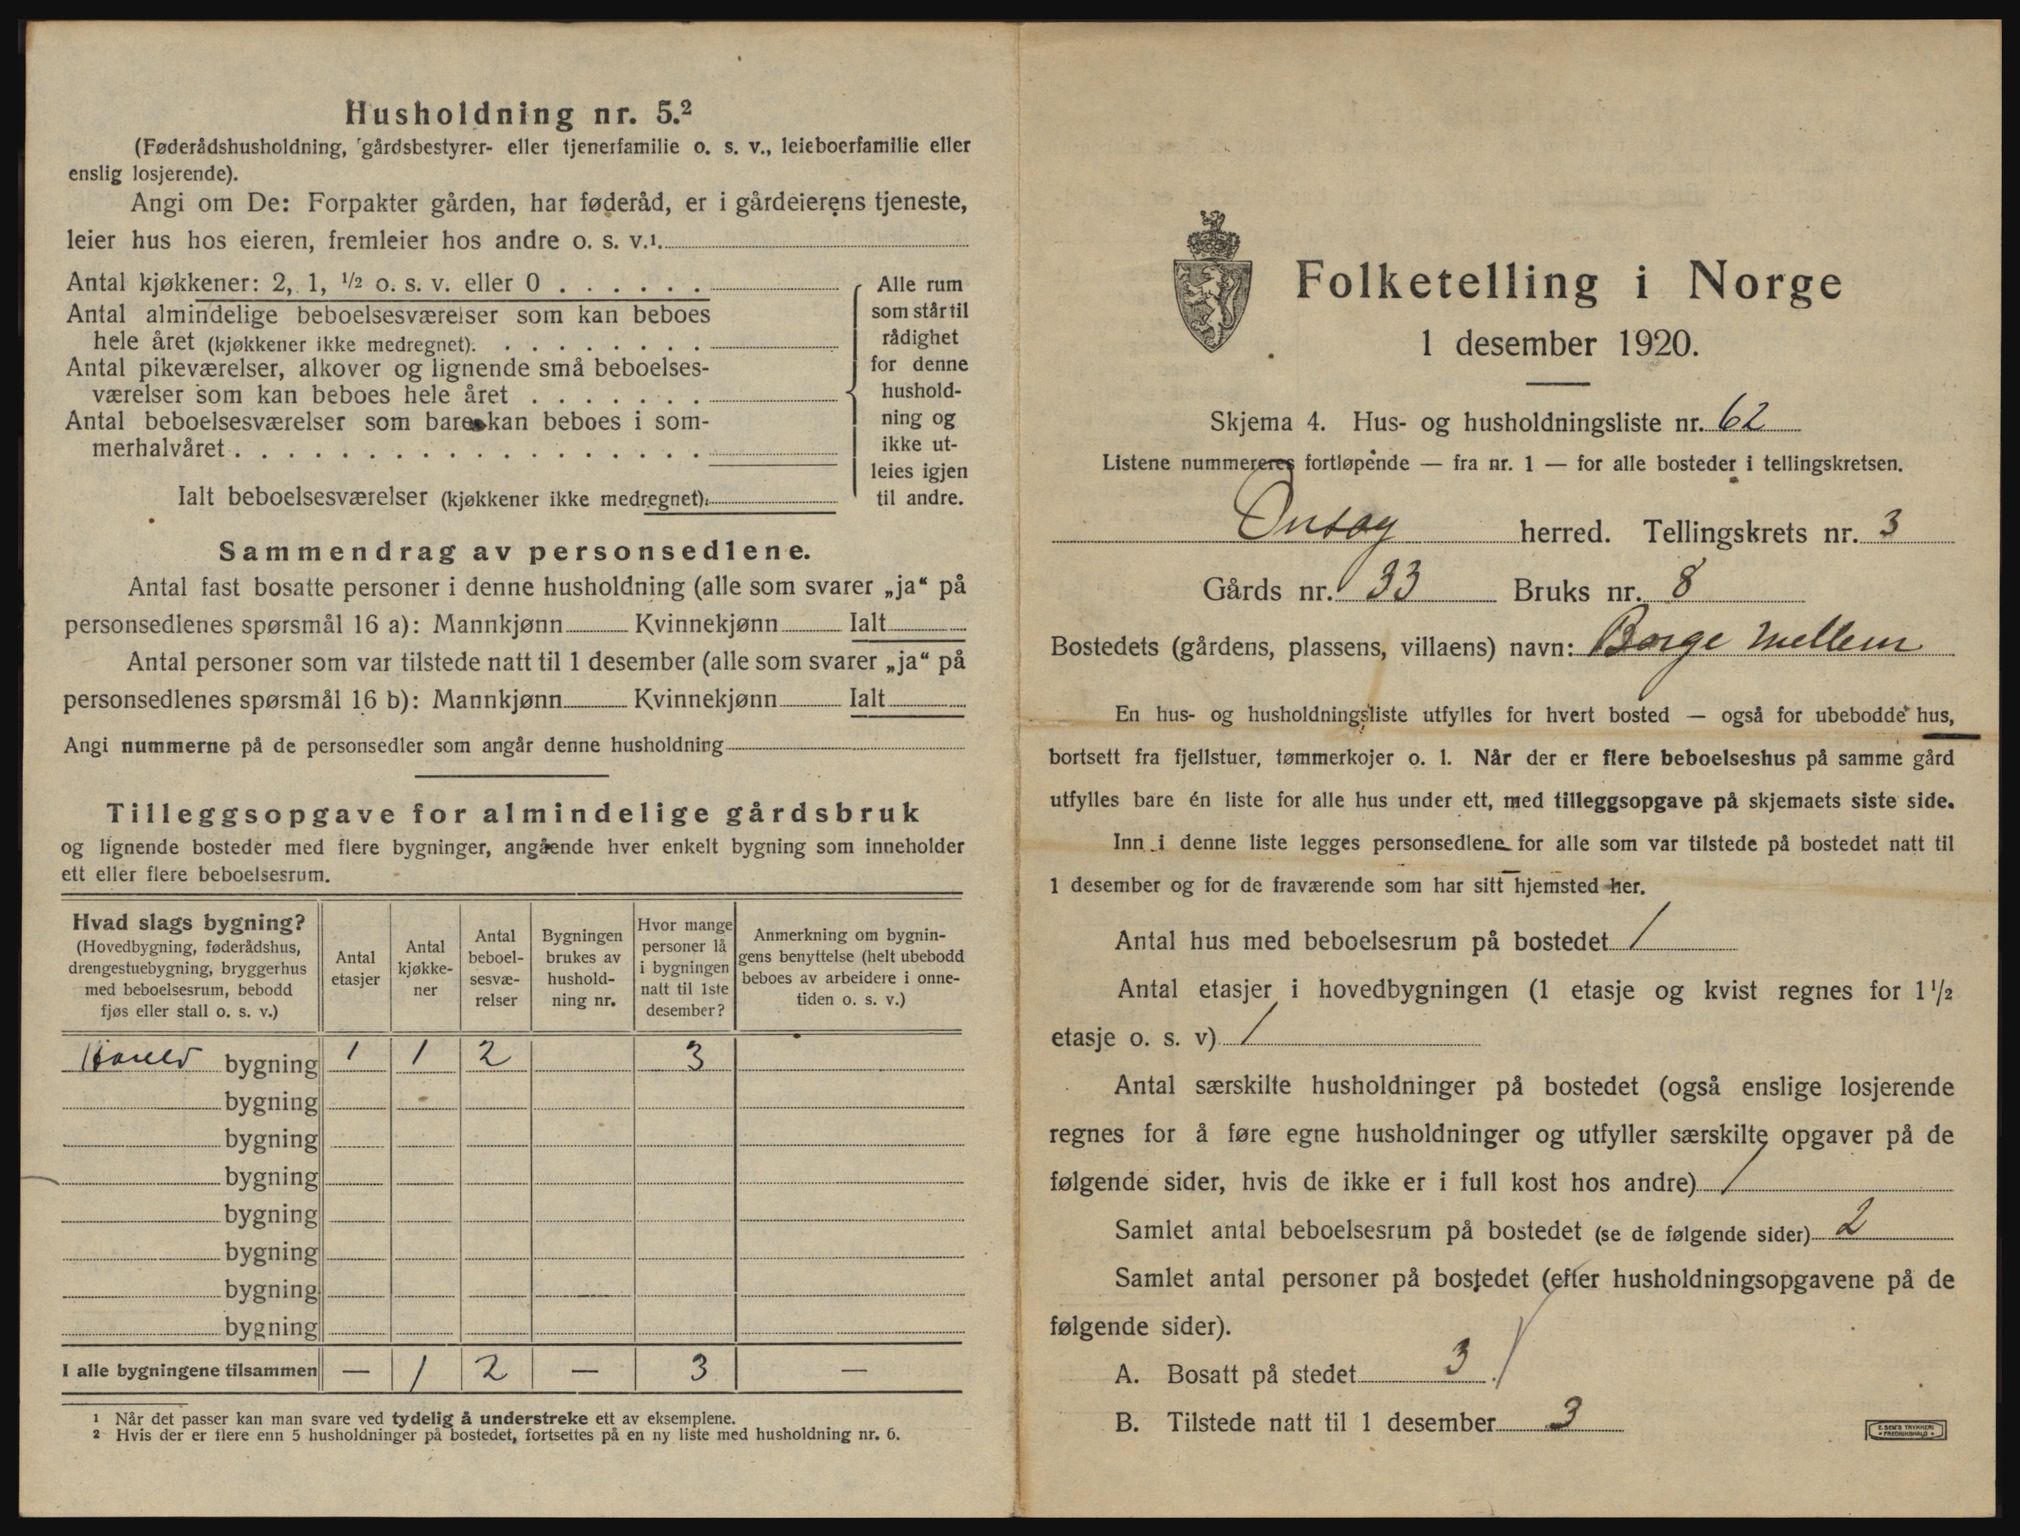 Husholdning nr. 5.²
(Føderådshusholdning, gårdsbestyrer- eller tjenerfamilie o. s. v., leieboerfamilie eller
enslig losjerende).
Angi om De: Forpakter gården, har føderåd, er i gårdeierens tjeneste,
leier hus hos eieren, fremleier hos andre o. s. v.¹.
Antal kjøkkener: 2, 1, ½ o. s. v. eller 0 . . . . . .
Antal almindelige beboelsesværelser som kan beboes
hele året (kjøkkener ikke medregnet). . . . . . . . .
Antal pikeværelser, alkover og lignende små beboelses-
værelser som kan beboes hele året . . . . . . .
Antal beboelsesværelser som bare kan beboes i som-
merhalvåret . . . . . . . . . . . . . . . . . .
Ialt beboelsesværelser (kjøkkener ikke medregnet).
Alle rum
som står til
rådighet
for denne
hushold-
ning og
ikke ut-
leies igjen
til andre.
Sammendrag av personsedlene.
Antal fast bosatte personer i denne husholdning (alle som svarer „ja“ på
personsedlenes spørsmål 16 a): Mannkjønn Kvinnekjønn Ialt
Antal personer som var tilstede natt til 1 desember (alle som svarer „ja“ på
personsedlenes spørsmål 16 b): Mannkjønn Kvinnekjønn Ialt
Angi nummerne på de personsedler som angår denne husholdning
Tilleggsopgave for almindelige gårdsbruk
og lignende bosteder med flere bygninger, angående hver enkelt bygning som inneholder
ett eller flere beboelsesrum.
Hvad slags bygning?
(Hovedbygning, føderådshus,
drengestuebygning, bryggerhus
med beboelsesrum, bebodd
fjøs eller stall o. s. v.)
Antal
etasjer
Antal
kjøkke-
ner
Antal
beboel-
sesvæ-
relser
Bygningen
brukes av
hushold-
ning nr.
Hvor mange
personer lå
i bygningen
natt til 1ste
desember?
Anmerkning om bygnin-
gens benyttelse (helt ubebodd
beboes av arbeidere i onne-
tiden o. s. v.)
bygning 1 1 2 3
bygning
bygning
bygning
bygning
bygning
bygning
bygning
I alle bygningene tilsammen — 1 2 — 3 —
¹ Når det passer kan man svare ved tydelig å understreke ett av eksemplene.
² Hvis der er flere enn 5 husholdninger på bostedet, fortsettes på en ny liste med husholdning nr. 6.
Folketelling i Norge
1 desember 1920.
Skjema 4. Hus- og husholdningsliste nr. 62
Listene nummereres fortløpende — fra nr. 1 — for alle bosteder i tellingskretsen.
Onsøy herred. Tellingskrets nr. 3
Gårds nr. 33 Bruks nr. 8
Bostedets (gårdens, plassens, villaens) navn: Borge mellem
En hus- og husholdningsliste utfylles for hvert bosted — også for ubebodde hus,
bortsett fra fjellstuer, tømmerkojer o. l. Når der er flere beboelseshus på samme gård
utfylles bare én liste for alle hus under ett, med tilleggsopgave på skjemaets siste side.
Inn i denne liste legges personsedlene for alle som var tilstede på bostedet natt til
1 desember og for de fraværende som har sitt hjemsted her.
Antal hus med beboelsesrum på bostedet 1
Antal etasjer i hovedbygningen (1 etasje og kvist regnes for 1½
etasje o. s. v) 1
Antal særskilte husholdninger på bostedet (også enslige losjerende
regnes for å føre egne husholdninger og utfyller særskilte opgaver på de
følgende sider, hvis de ikke er i full kost hos andre) 1
Samlet antal beboelsesrum på bostedet (se de følgende sider) 2
Samlet antal personer på bostedet (efter husholdningsopgavene på de
følgende sider).
A. Bosatt på stedet 3
B. Tilstede natt til 1 desember 3
E. SEM'S TRYKKERI
FREDRIKSHALD